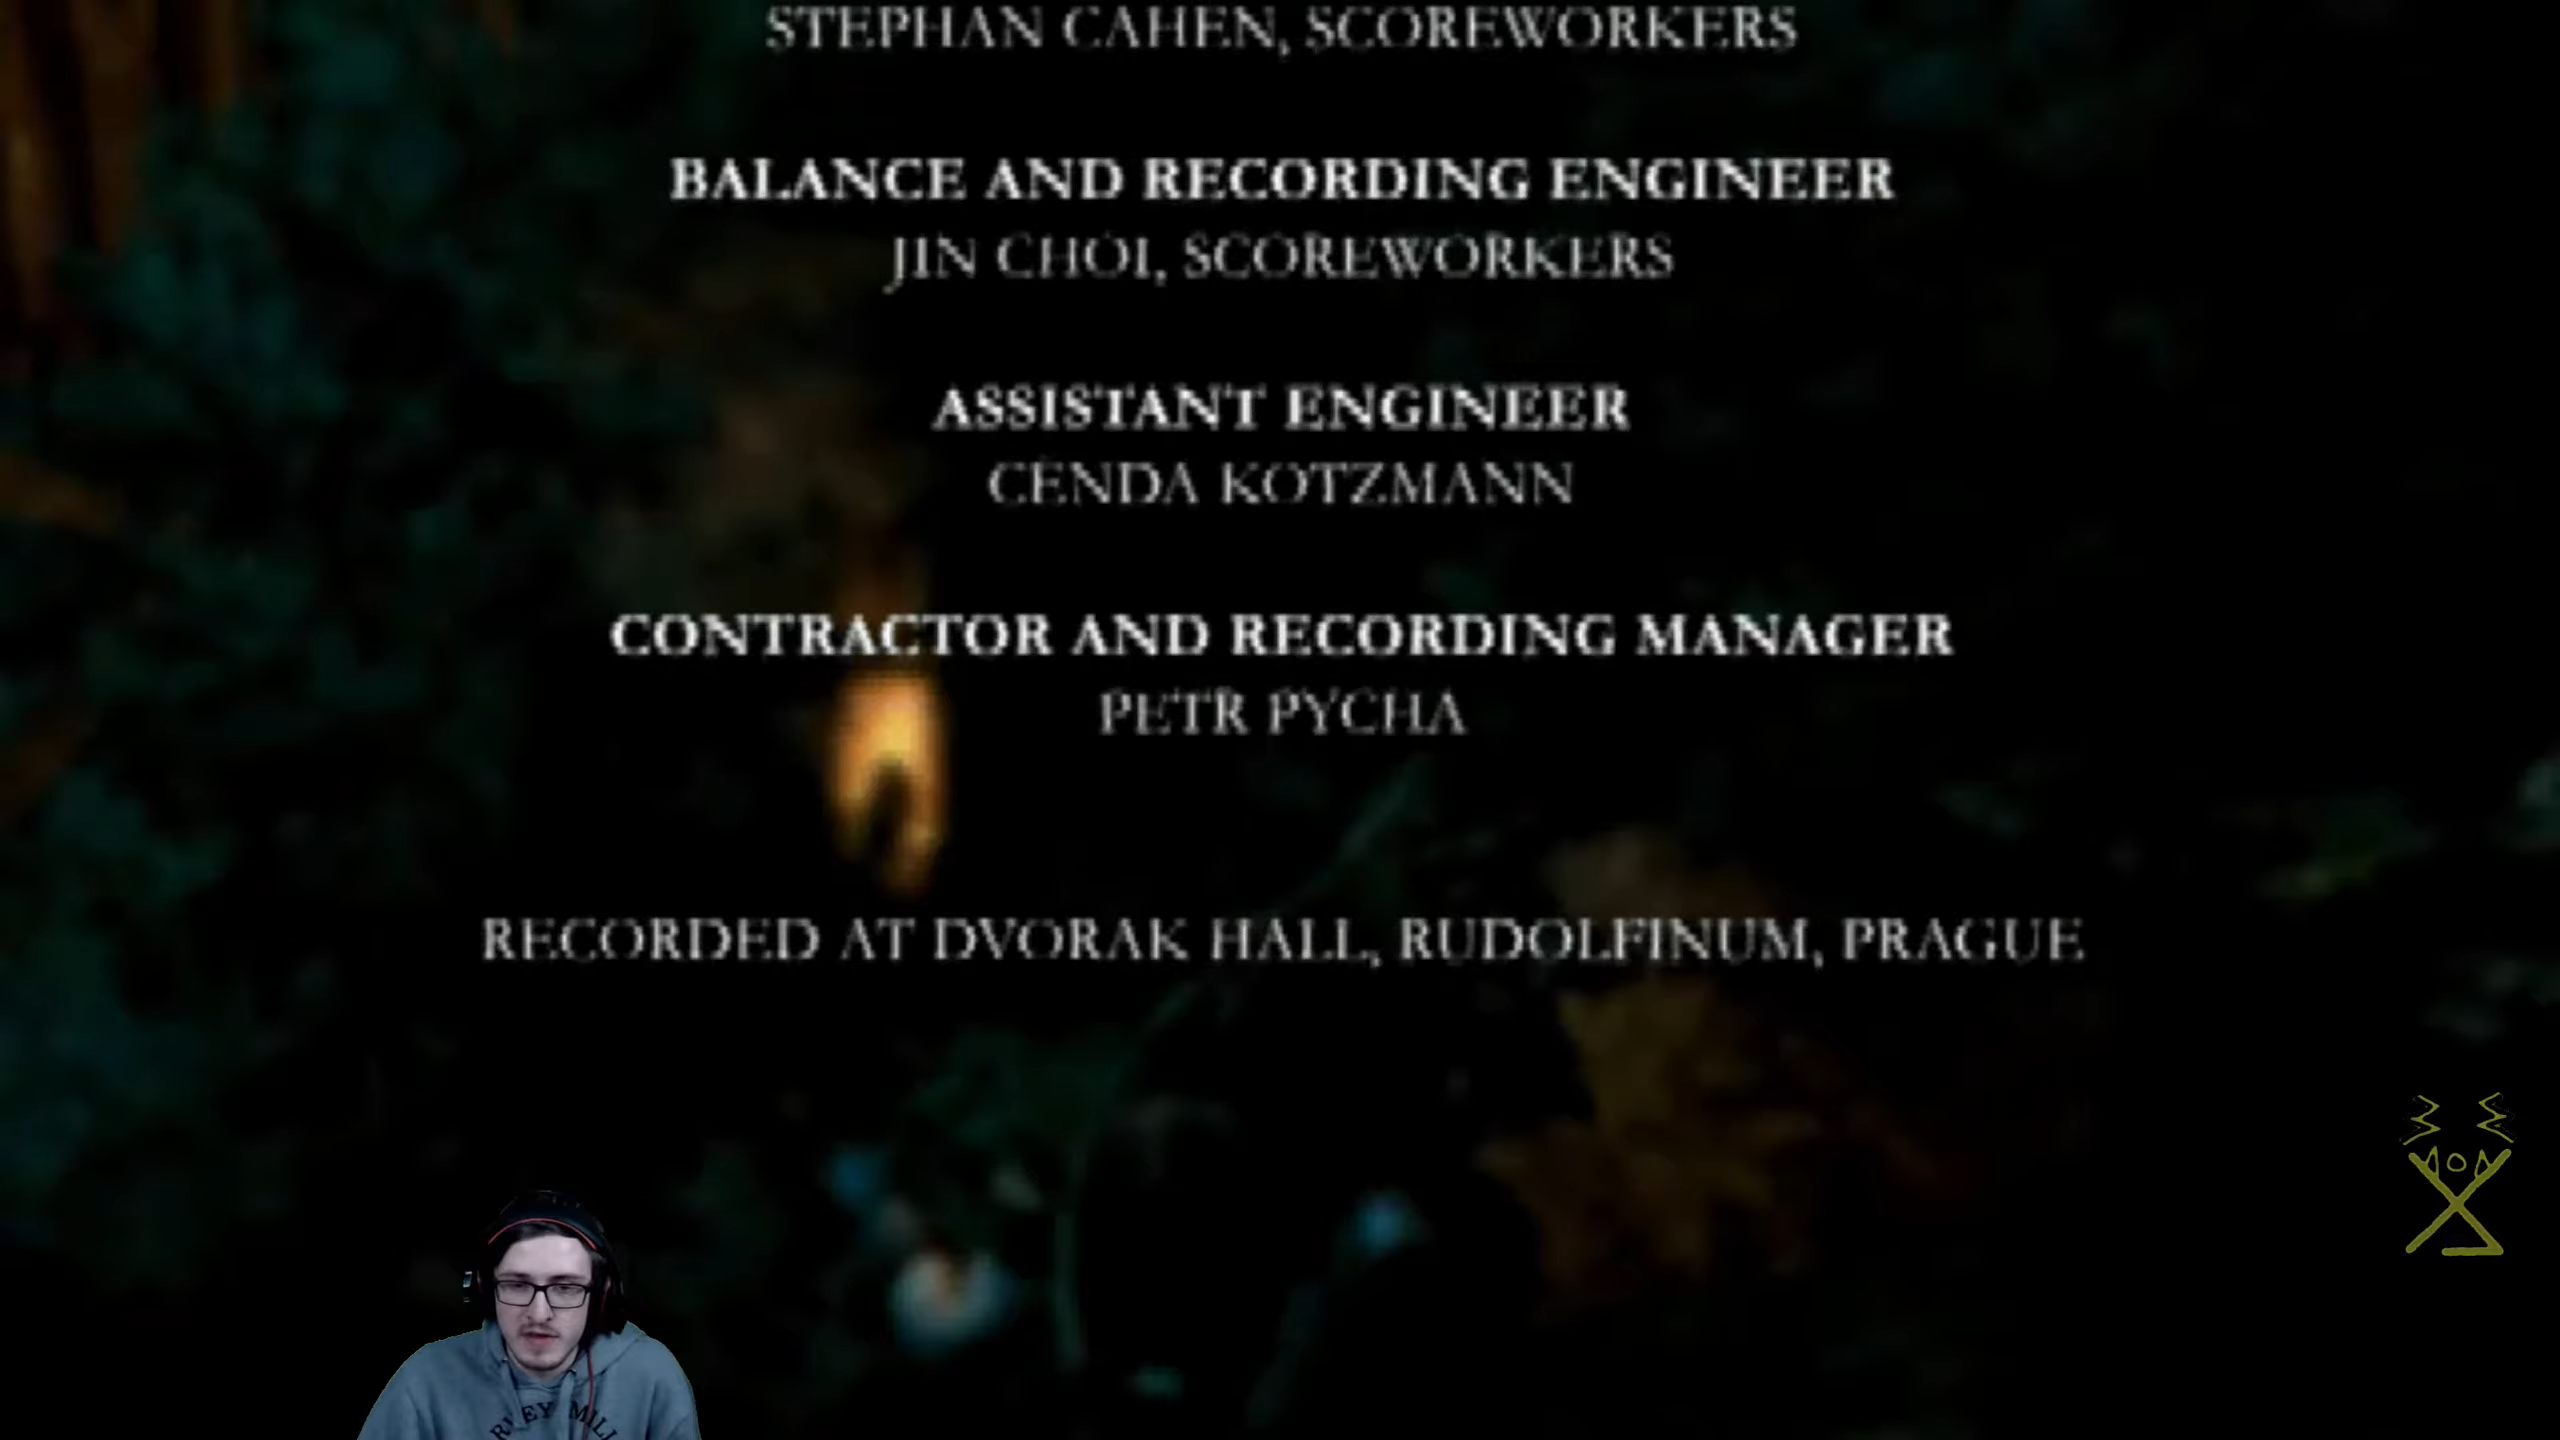 STEPHAN CAHEN, SCOREWORKERS
BALANCE AND RECORDING ENGINEER
JIN CHOI, SCOREWORKERS
ASSISTANT ENGINEER
CENDA KOTZMANN
CONTRACTOR AND RECORDING MANAGER
PETR PYCHA
RECORDED AT DVORAK HALL, RUDOLFINUM, PRAGUE